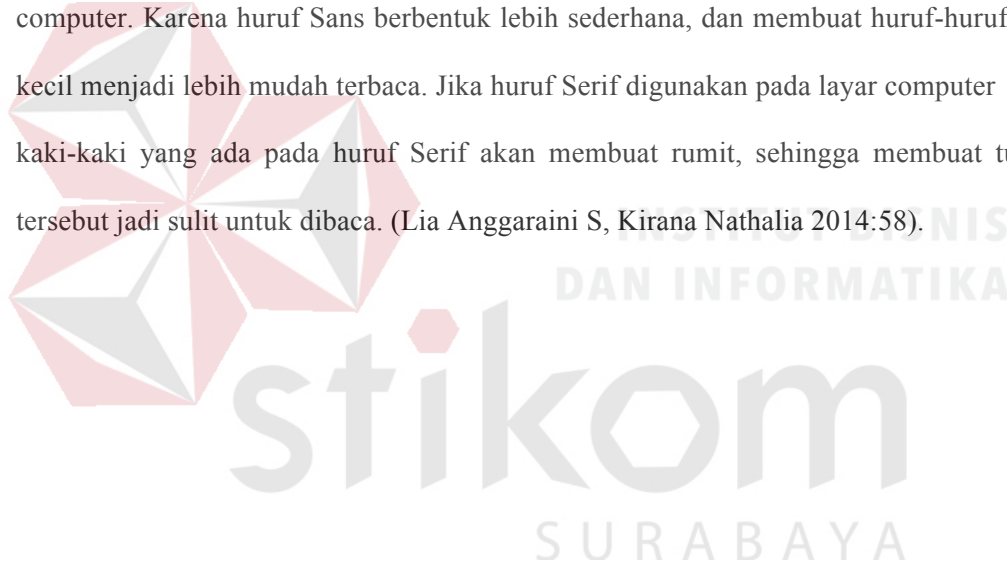 computer. Karena huruf Sans berbentuk lebih sederhana, dan membuat huruf-huruf
kecil menjadi lebih mudah terbaca. Jika huruf Serif digunakan pada layar computer
kaki-kaki yang ada pada huruf Serif akan membuat rumit, sehingga membuat
tersebut jadi sulit untuk dibaca. (Lia Anggaraini S, Kirana Nathalia 2014:58).
INSTITUT BISNIS
DAN INFORMATIKA
stikom
SURABAYA